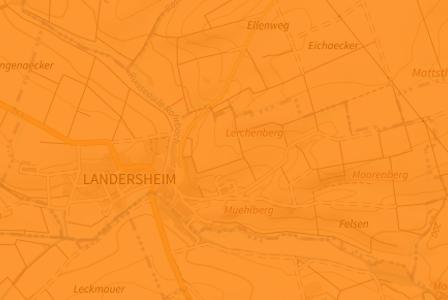 Ellenweg
Eichaecker
ngenaecker
Mattst
Lerchenberg
LANDERSHEIM
Moorenberg
Muehlberg
Felsen
Leckmauer